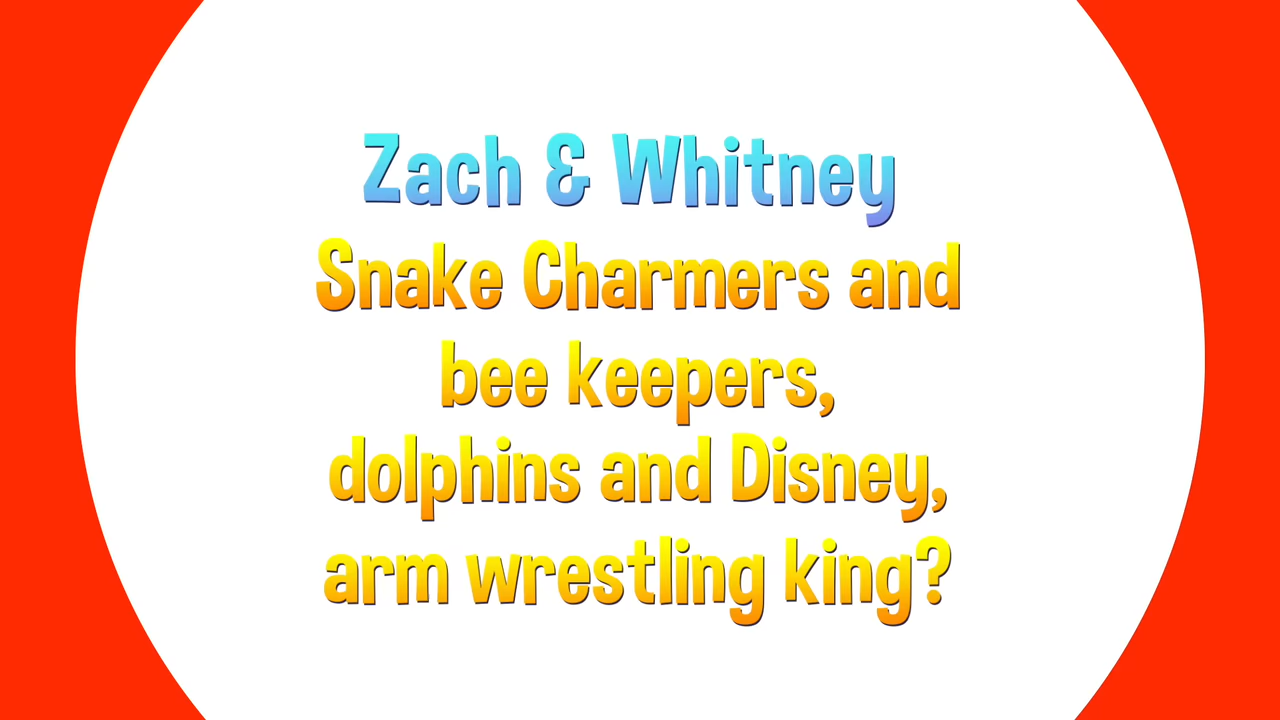 Zach & Whitney
Snake Charmers and
bee keepers,
dolphins and Disney,
arm wrestling king?